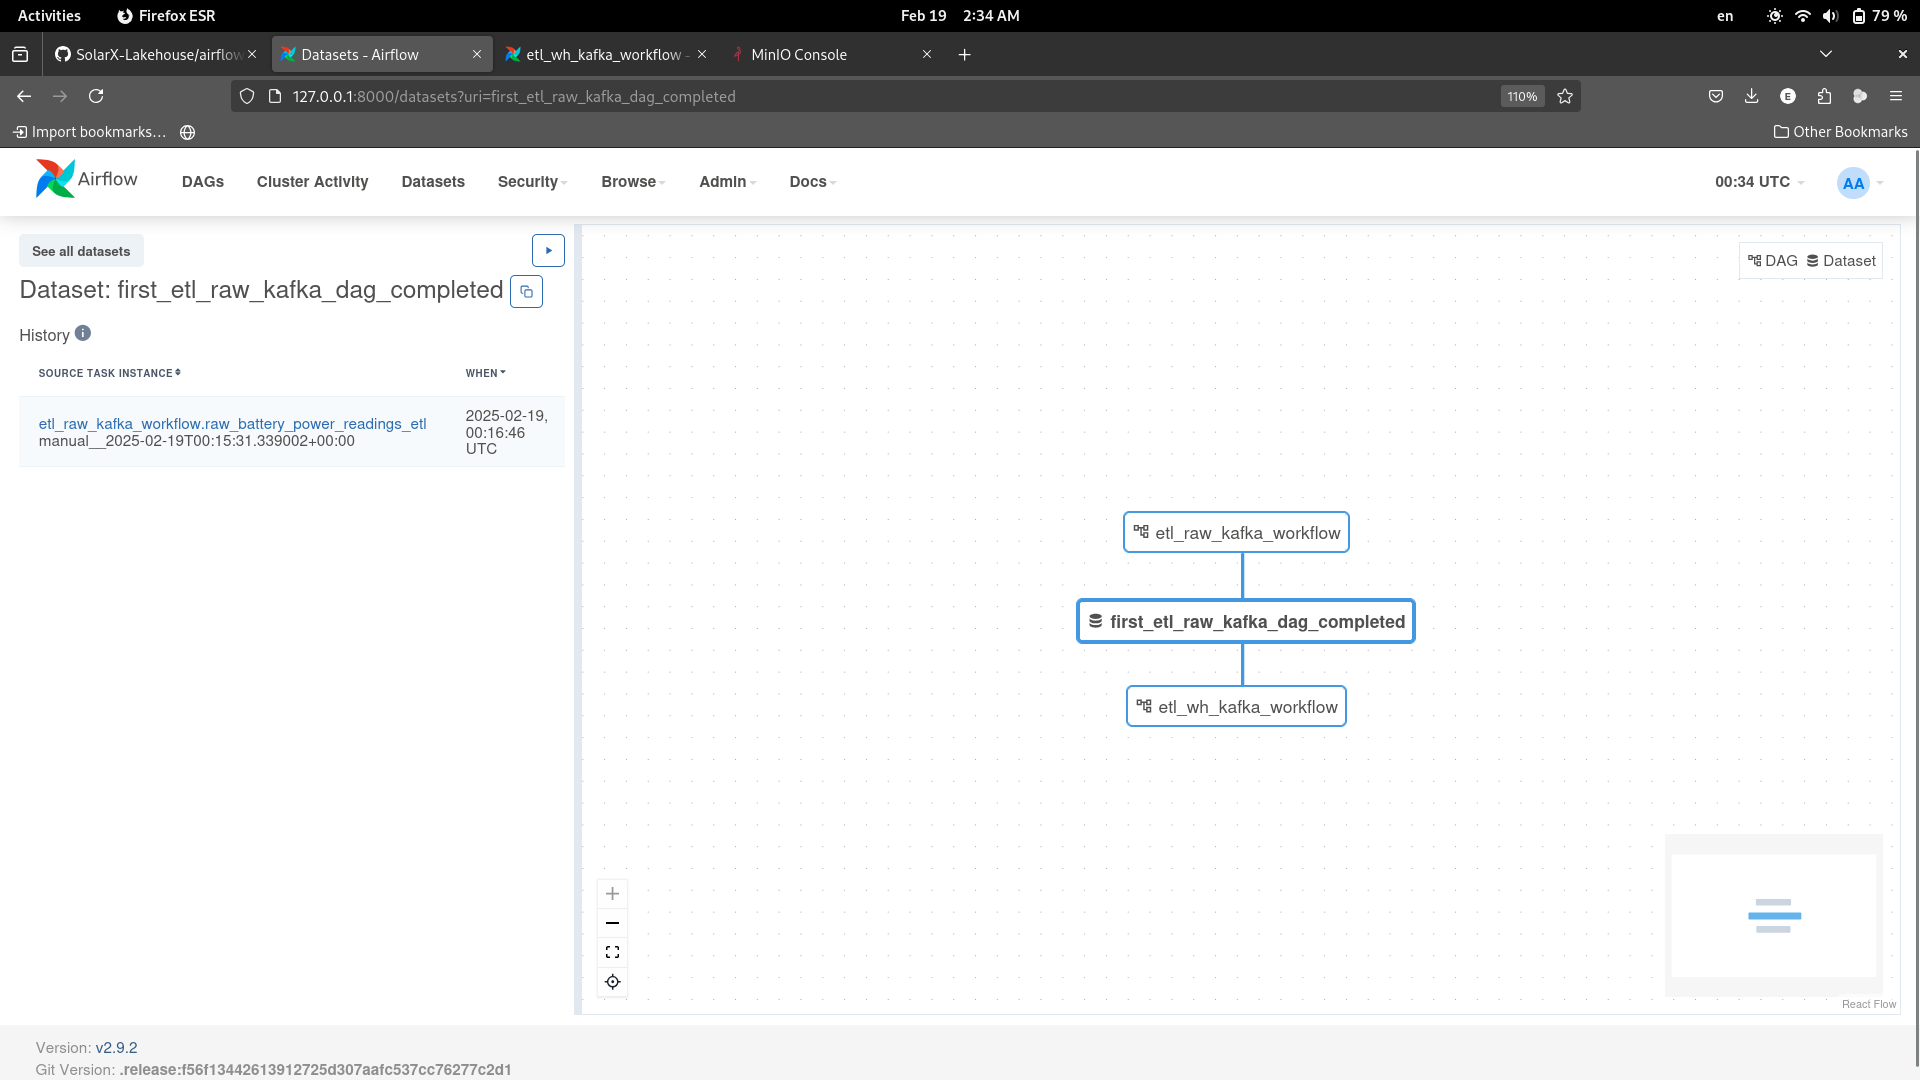 Activities
Firefox ESR
Feb 19 2:34 AM
en
79 %
SolarX-Lakehouse/airflow
Datasets - Airflow
etl_wh_kafka_workflow -
MinIO Console
127.0.0.1:8000/datasets?uri=first_etl_raw_kafka_dag_completed
110%
E
Import bookmarks…
Other Bookmarks
Airflow
DAGs
Cluster Activity
Datasets
Security
Browse
Admin
Docs
00:34 UTC
AA
See all datasets
Dataset: first_etl_raw_kafka_dag_completed
History
SOURCE TASK INSTANCE
WHEN
etl_raw_kafka_workflow.raw_battery_power_readings_etl
manual__2025-02-19T00:15:31.339002+00:00
2025-02-19,
00:16:46
UTC
DAG
Dataset
etl_raw_kafka_workflow
first_etl_raw_kafka_dag_completed
etl_wh_kafka_workflow
React Flow
Version: v2.9.2
Git Version: .release:f56f13442613912725d307aafc537cc76277c2d1